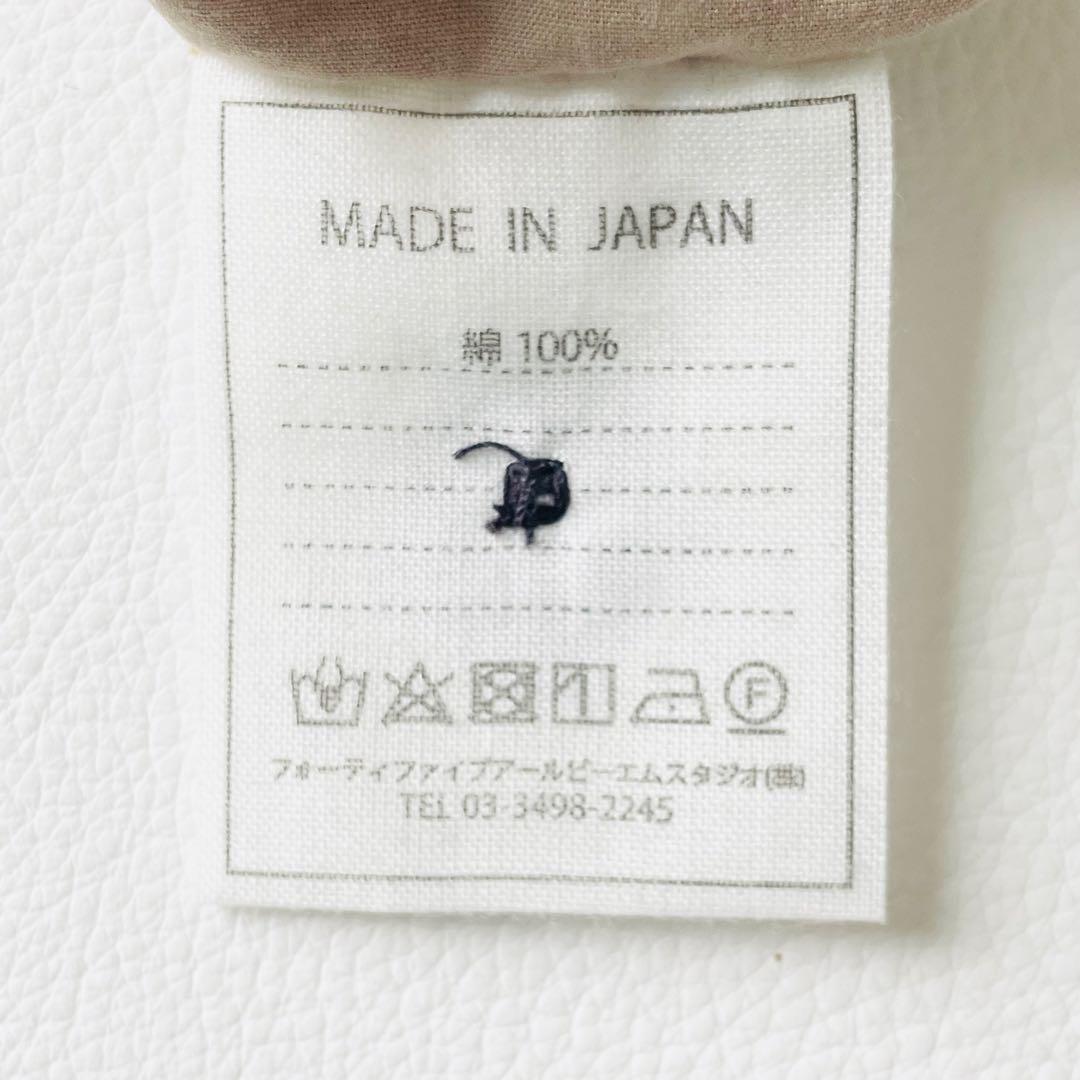 MADE IN JAPAN
綿 100%
F
フォーティファイブアールピーエムスタジオ(株)
TEL 03-3498-2245